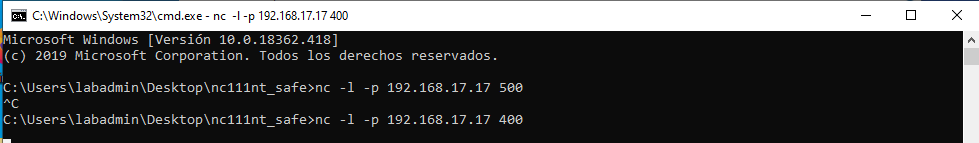 C:\Windows\System32\cmd.exe - nc -l -p 192.168.17.17 400
Microsoft Windows [Versión 10.0.18362.418]
(c) 2019 Microsoft Corporation. Todos los derechos reservados.
C:\Users\labadmin\Desktop\nc111nt_safe>nc -l -p 192.168.17.17 500
^C
C:\Users\labadmin\Desktop\nc111nt_safe>nc -l -p 192.168.17.17 400